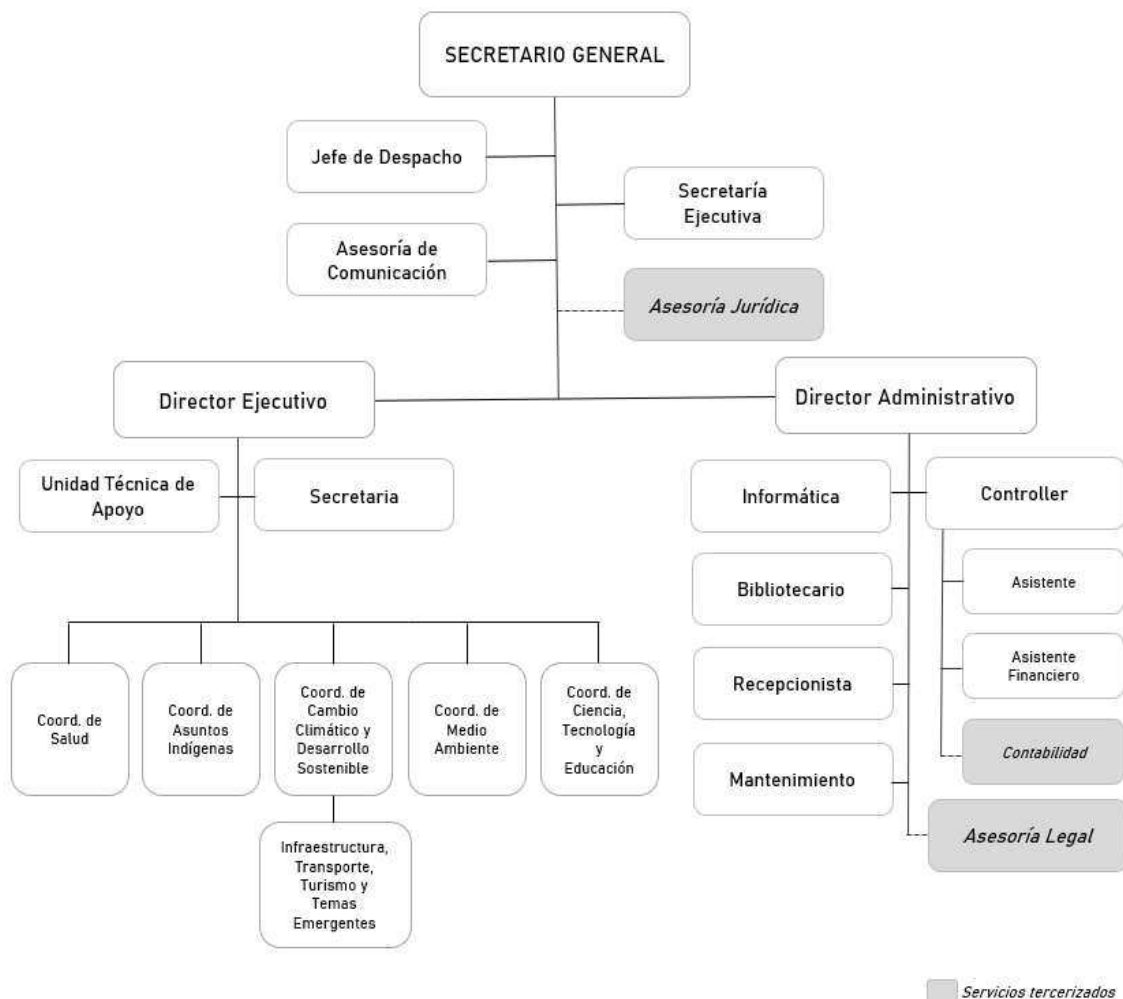 SECRETARIO GENERAL
Jefe de Despacho
Secretaría
Ejecutiva
Asesoría de
Comunicación
Asesoría Jurídica
Director Ejecutivo
Director Administrativo
Unidad Técnica de
Apoyo
Secretaria
Informática
Controller
Bibliotecario
Asistente
Recepcionista
Asistente
Financiero
Mantenimiento
Contabilidad
Asesoría Legal
Coord. de
Salud
Coord. de
Asuntos
Indígenas
Coord. de
Cambio
Climático y
Desarrollo
Sostenible
Coord. de
Medio
Ambiente
Coord. de
Ciencia,
Tecnología
y
Educación
Infraestructura,
Transporte,
Turismo y
Temas
Emergentes
Servicios tercerizados